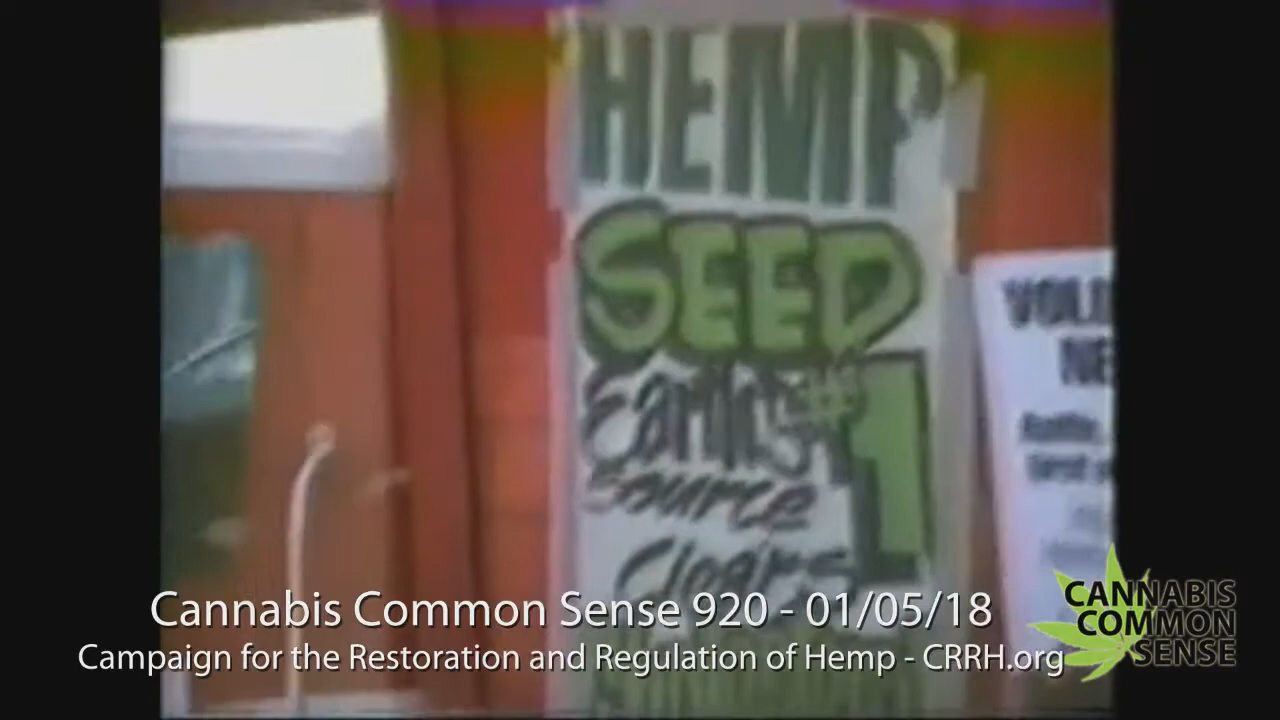 HEMP
SEED
Earth's #1
source
Cannabis Common Sense 920 - 01/05/18
Campaign for the Restoration and Regulation of Hemp - CRRH.org
CANNABIS
COMMON
SENSE